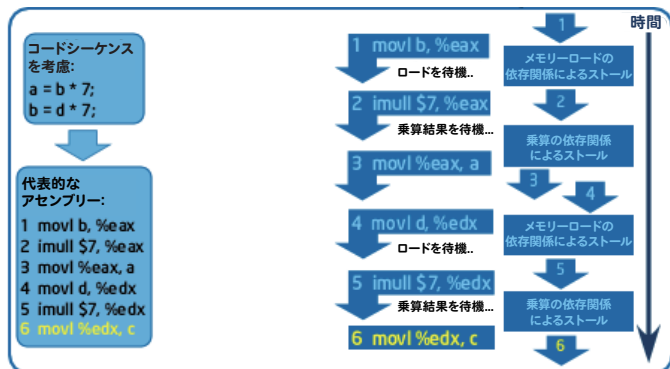 コードシーケンス
を考慮:
a = b * 7;
b = d * 7;
代表的な
アセンブリー:
1 movl b, %eax
2 imull $7, %eax
3 movl %eax, a
4 movl d, %edx
5 imull $7, %edx
6 movl %edx, c
1 movl b, %eax
ロードを待機..
2 imull $7, %eax
乗算結果を待機...
3 movl %eax, a
4 movl d, %edx
ロードを待機..
5 imull $7, %edx
乗算結果を待機...
6 movl %edx, c
時間
1
メモリーロードの
依存関係によるストール
2
乗算の依存関係
によるストール
3
4
メモリーロードの
依存関係によるストール
5
乗算の依存関係
によるストール
6